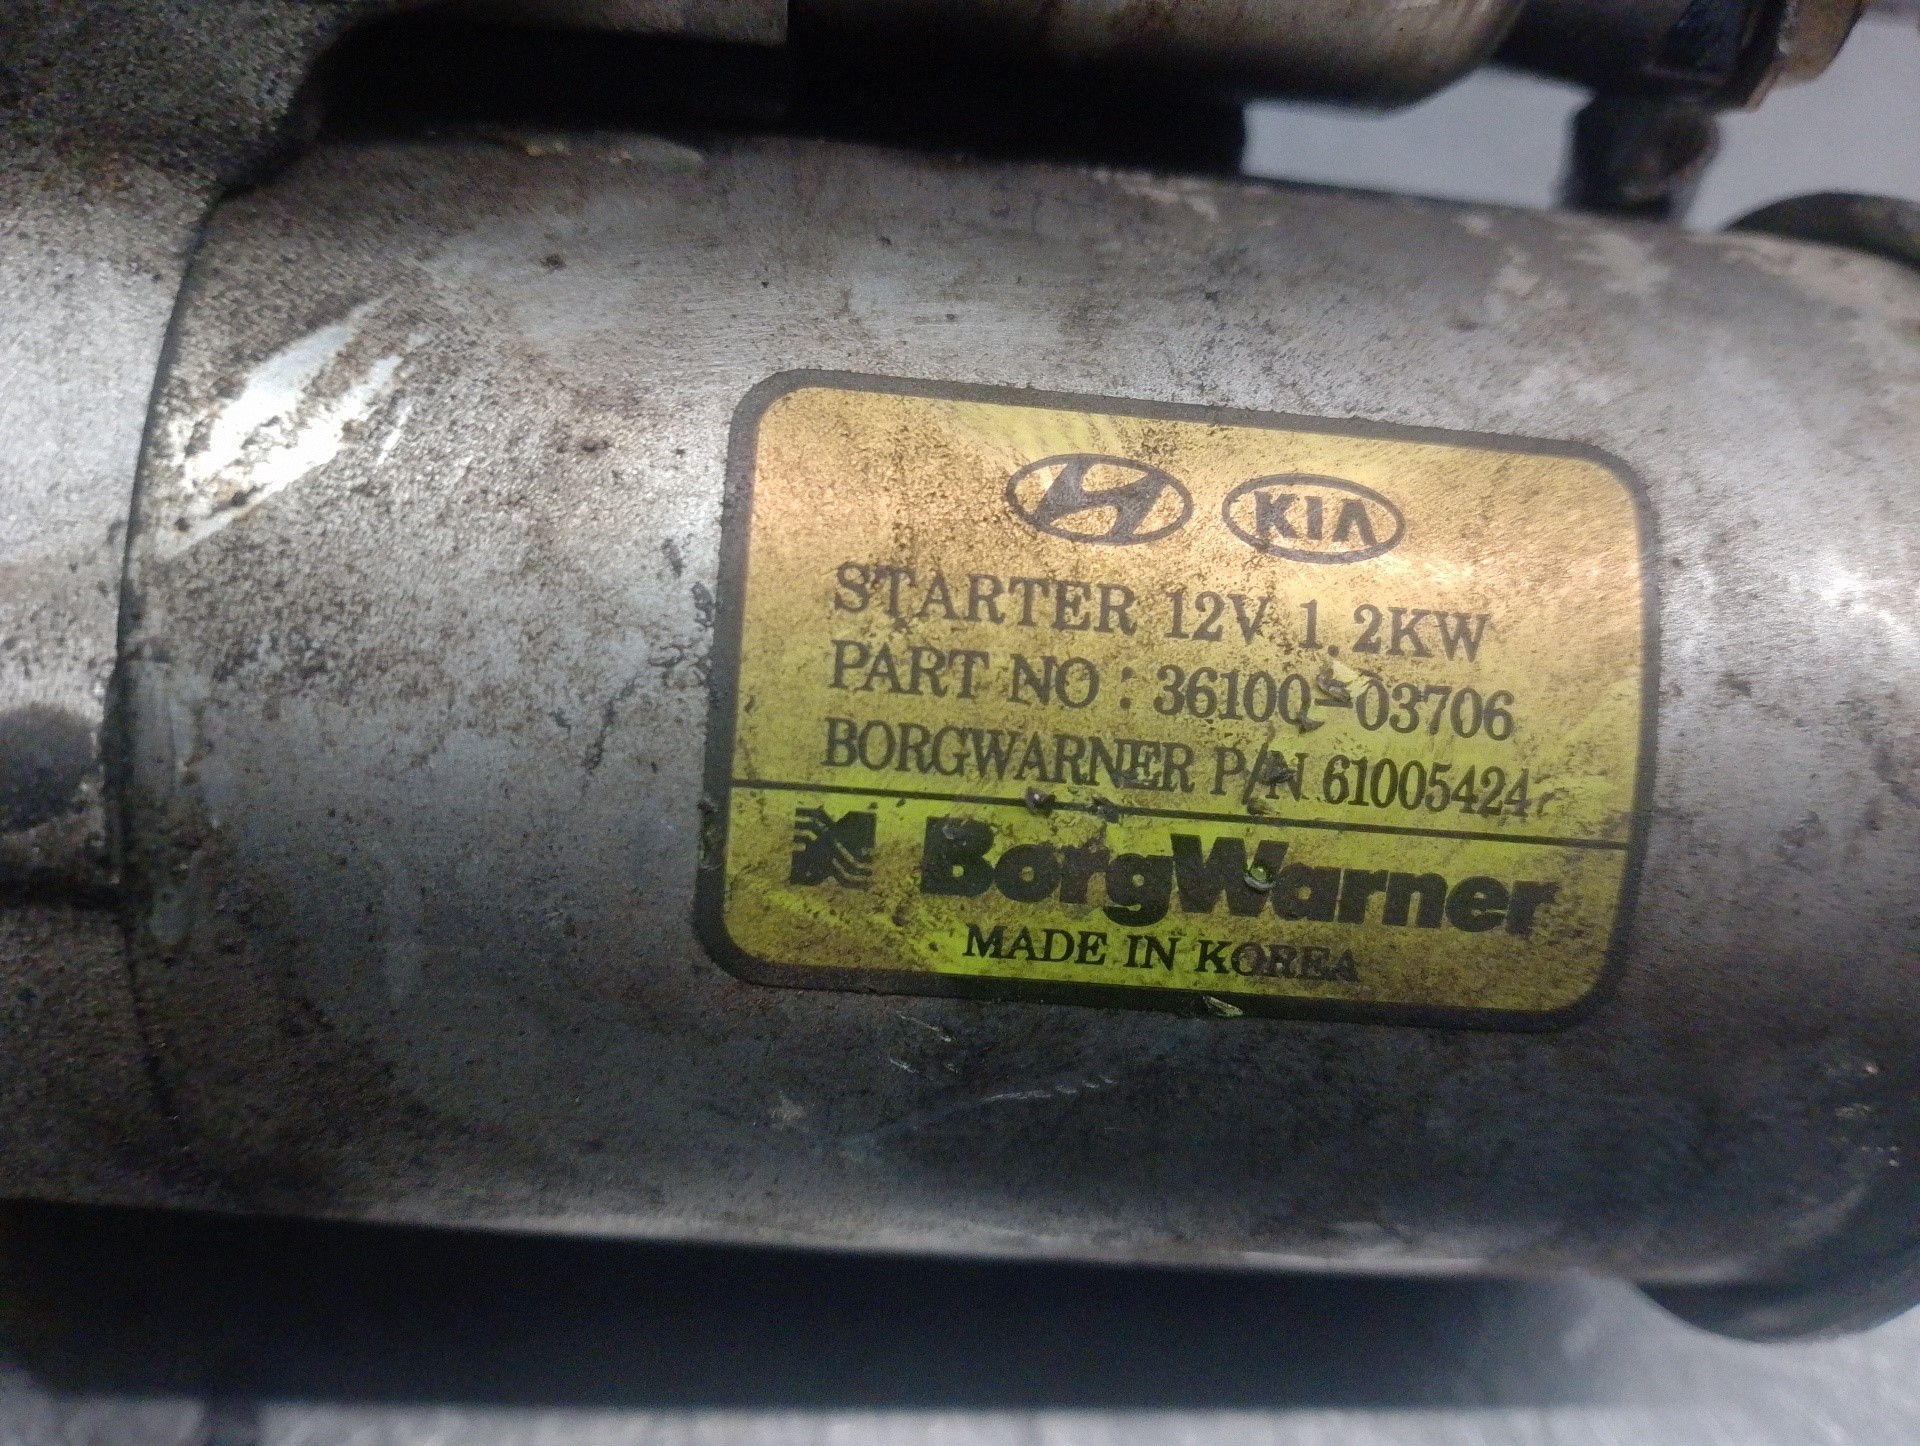 KIA
STARTER 12V 1.2KW
PART NO : 36100-03706
BORGWARNER P/N 61005424
BorgWarner
MADE IN KOREA